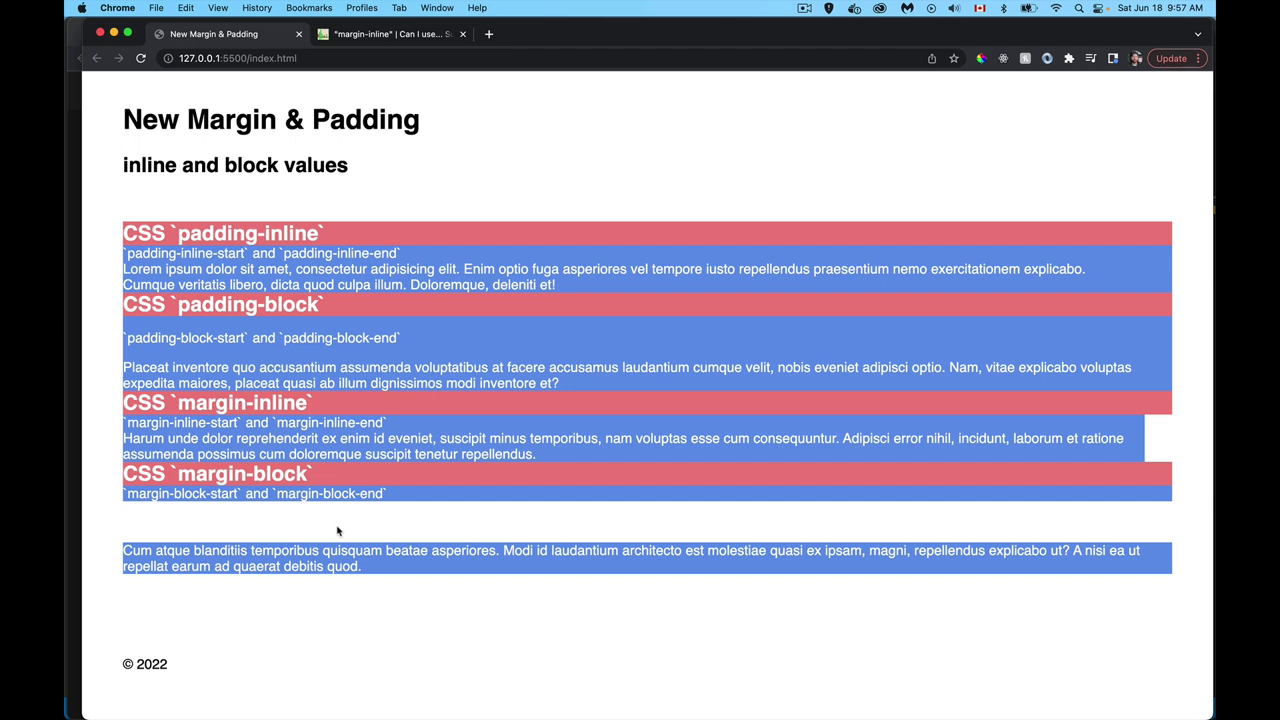 Chrome File Edit View History Bookmarks Profiles Tab Window Help Sat Jun 18 9:57 AM
New Margin & Padding "margin-inline" | Can I use...
127.0.0.1:5500/index.html Update
New Margin & Padding
inline and block values
CSS `padding-inline`
`padding-inline-start` and `padding-inline-end`
Lorem ipsum dolor sit amet, consectetur adipisicing elit. Enim optio fuga asperiores vel tempore iusto repellendus praesentium nemo exercitationem explicabo.
Cumque veritatis libero, dicta quod culpa illum. Doloremque, deleniti et!
CSS `padding-block`
`padding-block-start` and `padding-block-end`
Placeat inventore quo accusantium assumenda voluptatibus at facere accusamus laudantium cumque velit, nobis eveniet adipisci optio. Nam, vitae explicabo voluptas
expedita maiores, placeat quasi ab illum dignissimos modi inventore et?
CSS `margin-inline`
`margin-inline-start` and `margin-inline-end`
Harum unde dolor reprehenderit ex enim id eveniet, suscipit minus temporibus, nam voluptas esse cum consequuntur. Adipisci error nihil, incidunt, laborum et ratione
assumenda possimus cum doloremque suscipit tenetur repellendus.
CSS `margin-block`
`margin-block-start` and `margin-block-end`
Cum atque blanditiis temporibus quisquam beatae asperiores. Modi id laudantium architecto est molestiae quasi ex ipsam, magni, repellendus explicabo ut? A nisi ea ut
repellat earum ad quaerat debitis quod.
© 2022